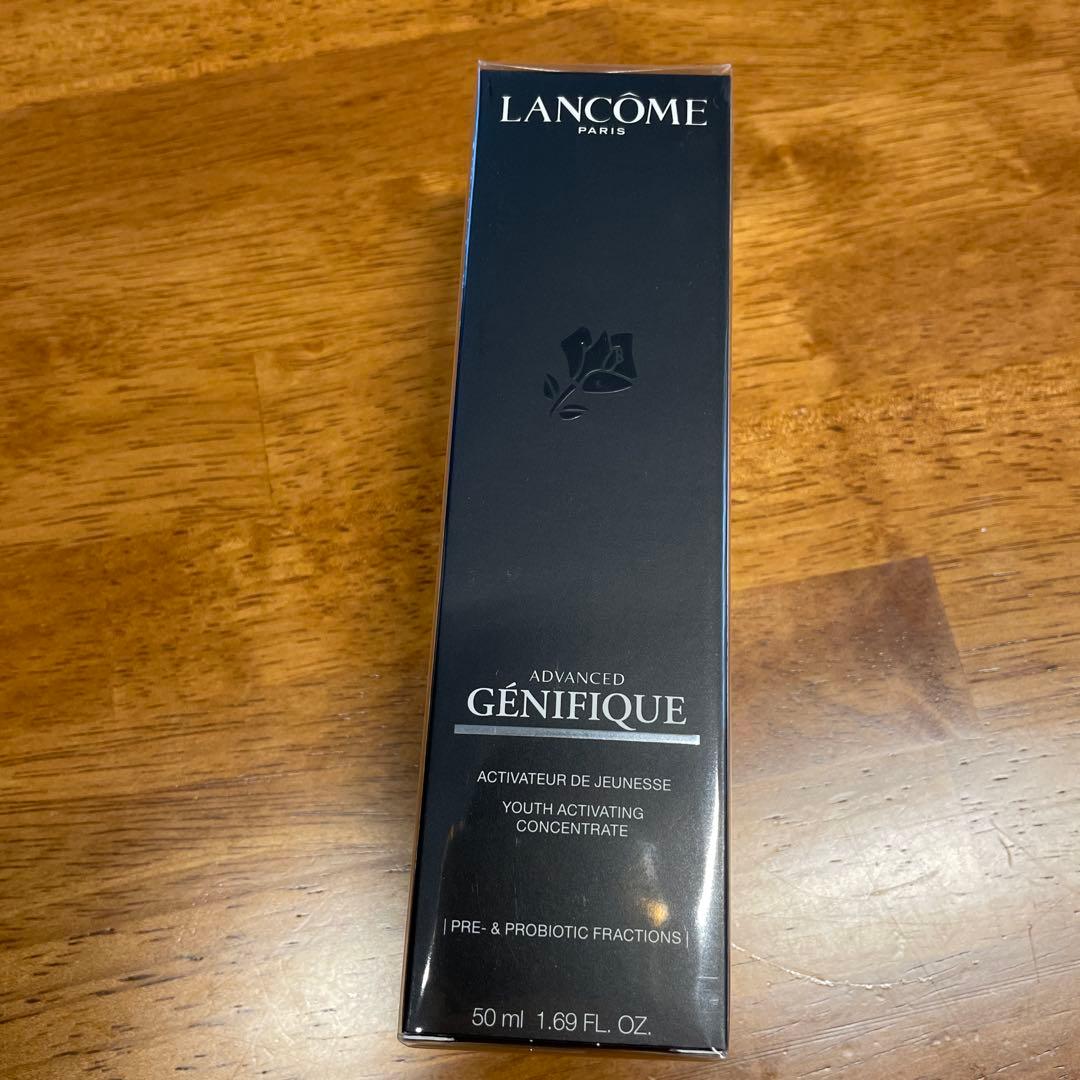 LANCÔME
PARIS
ADVANCED
GÉNIFIQUE
ACTIVATEUR DE JEUNESSE
YOUTH ACTIVATING
CONCENTRATE
| PRE- & PROBIOTIC FRACTIONS |
50 ml 1.69 FL. OZ.